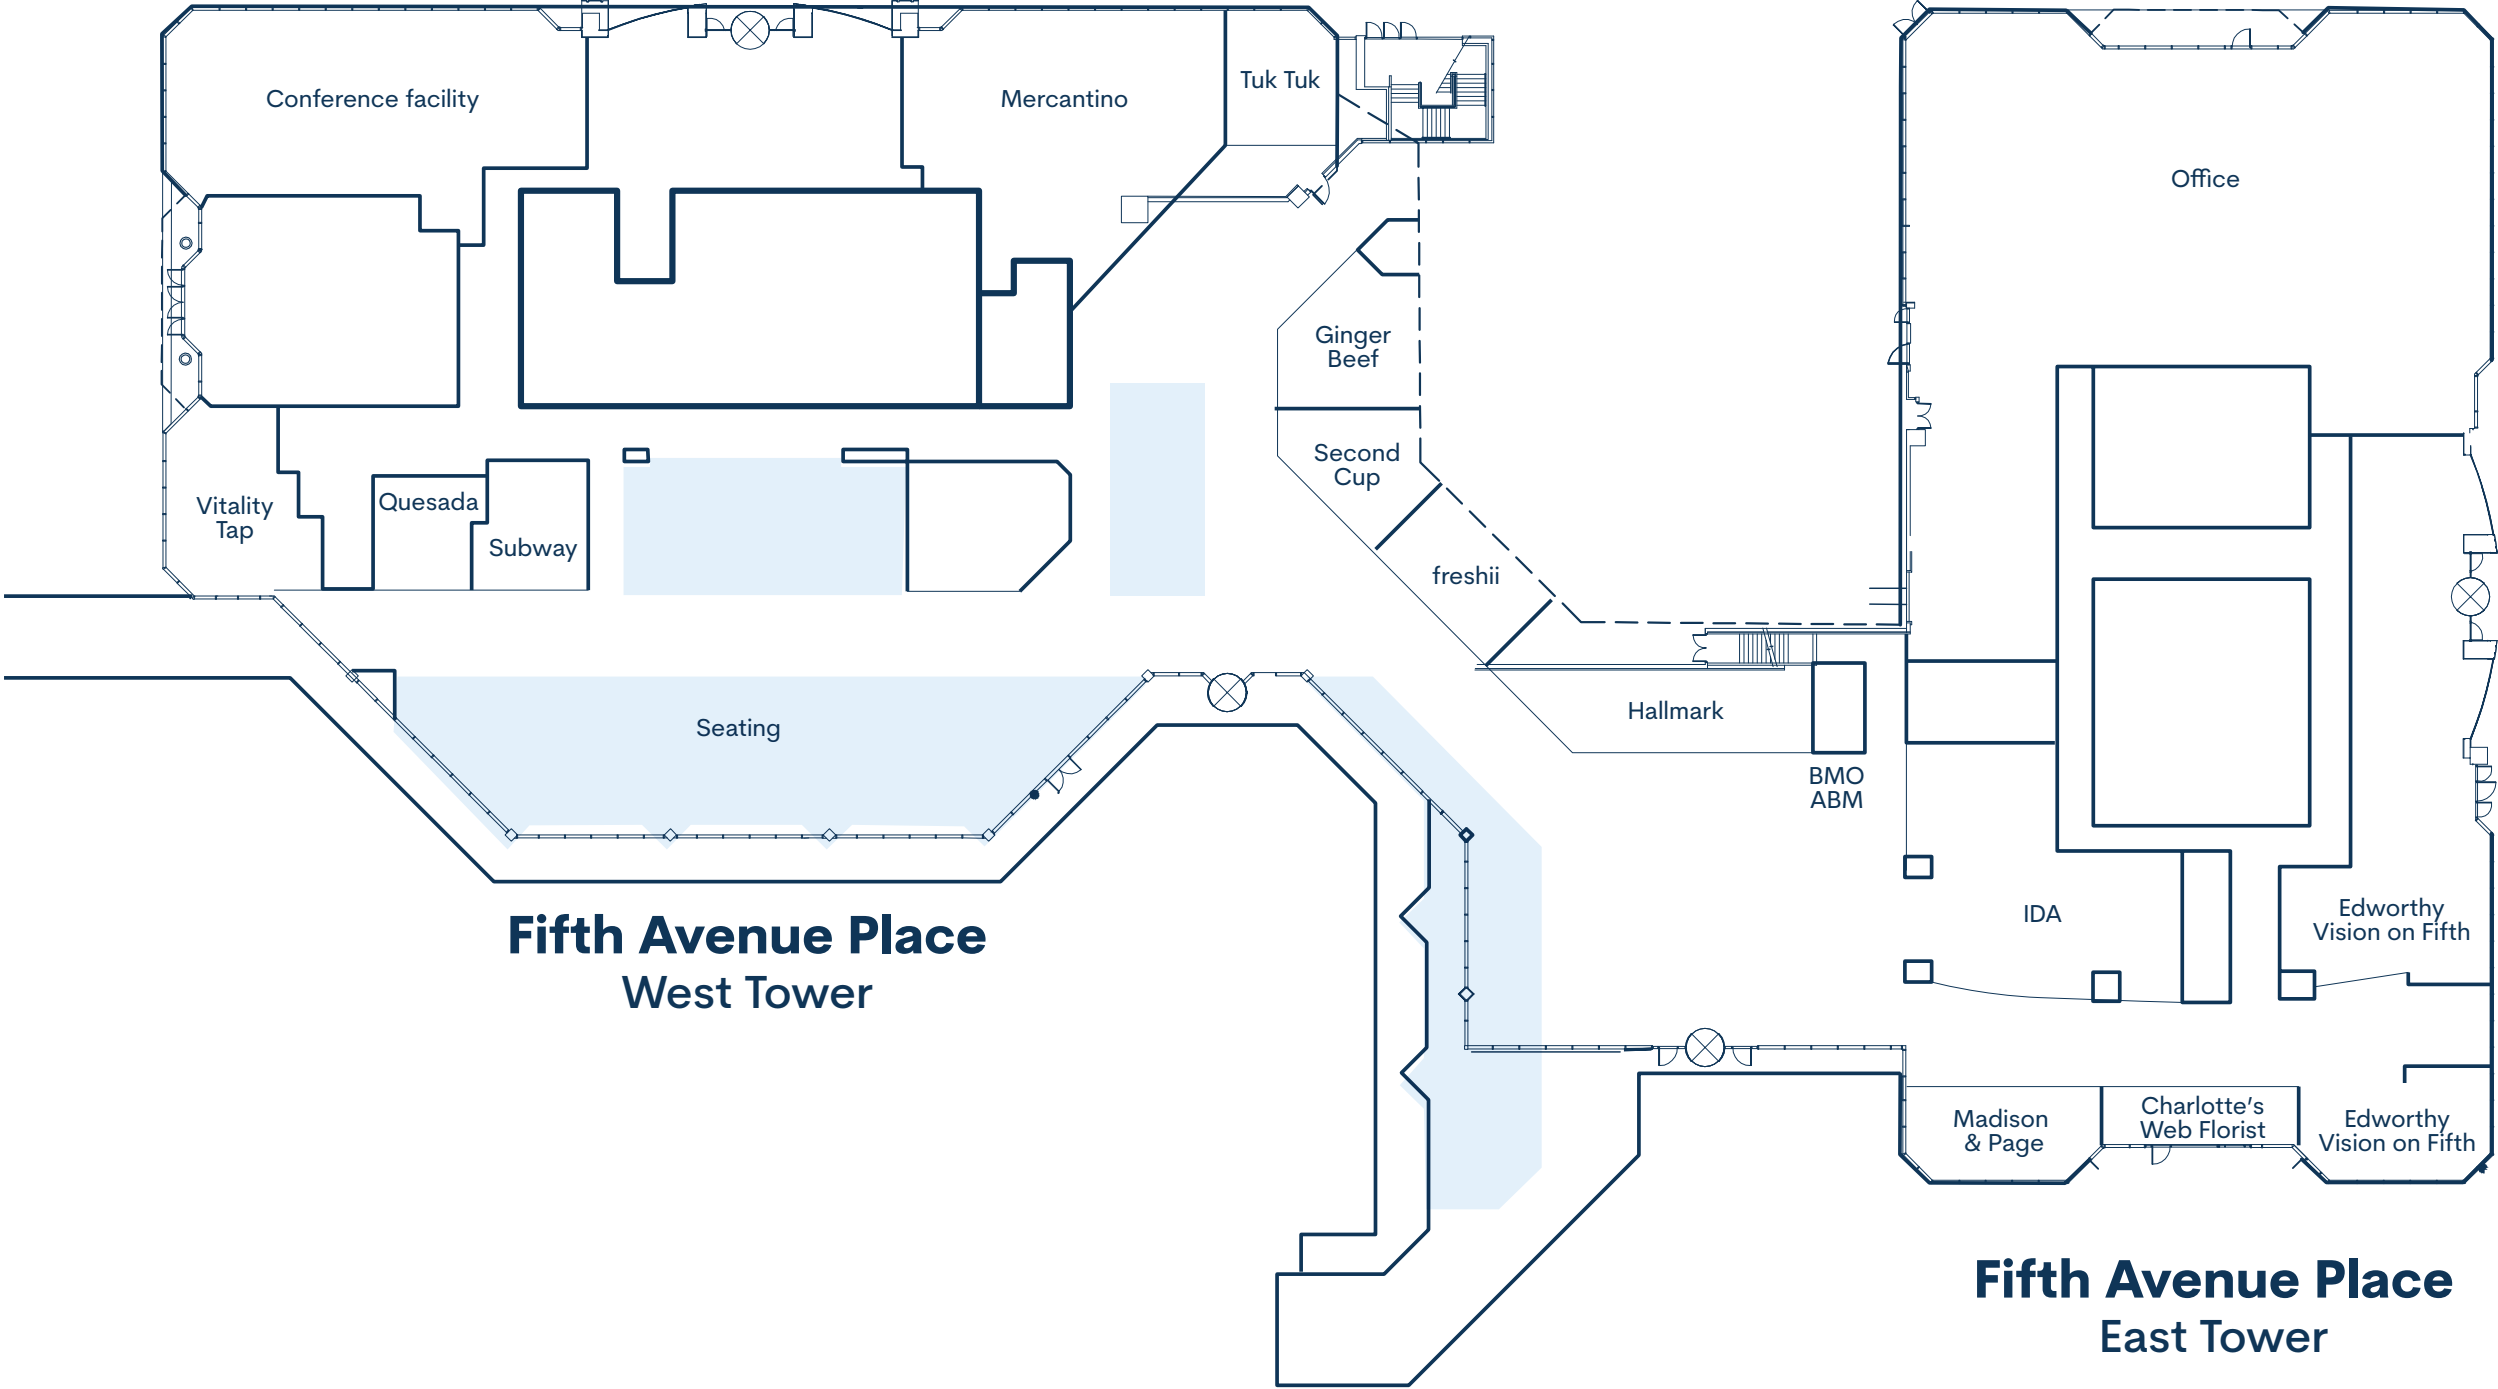 Conference facility
Mercantino
Tuk Tuk
Office
Ginger
Beef
Second
Cup
Vitality
Tap
Quesada
Subway
freshii
Seating
Hallmark
BMO
ABM
IDA
Edworthy
Vision on Fifth
Fifth Avenue Place
West Tower
Madison
& Page
Charlotte's
Web Florist
Edworthy
Vision on Fifth
Fifth Avenue Place
East Tower